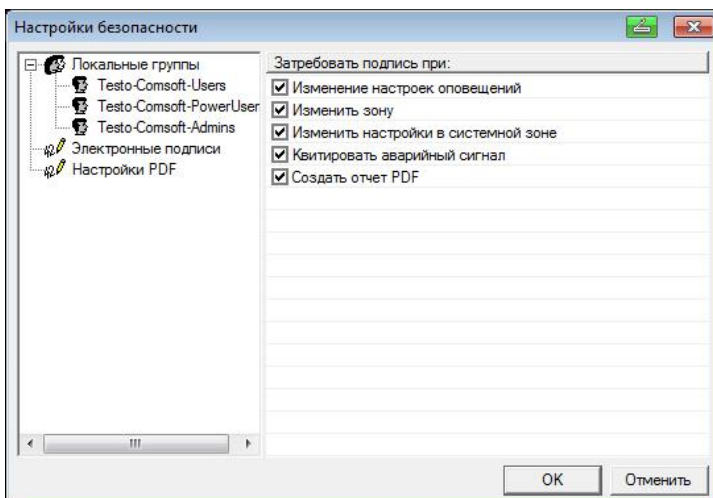 Настройки безопасности
Локальные группы
Testo-Comsoft-Users
Testo-Comsoft-PowerUser
Testo-Comsoft-Admins
Электронные подписи
Настройки PDF
Затребовать подпись при:
Изменение настроек оповещений
Изменить зону
Изменить настройки в системной зоне
Квитировать аварийный сигнал
Создать отчет PDF
OK
Отменить